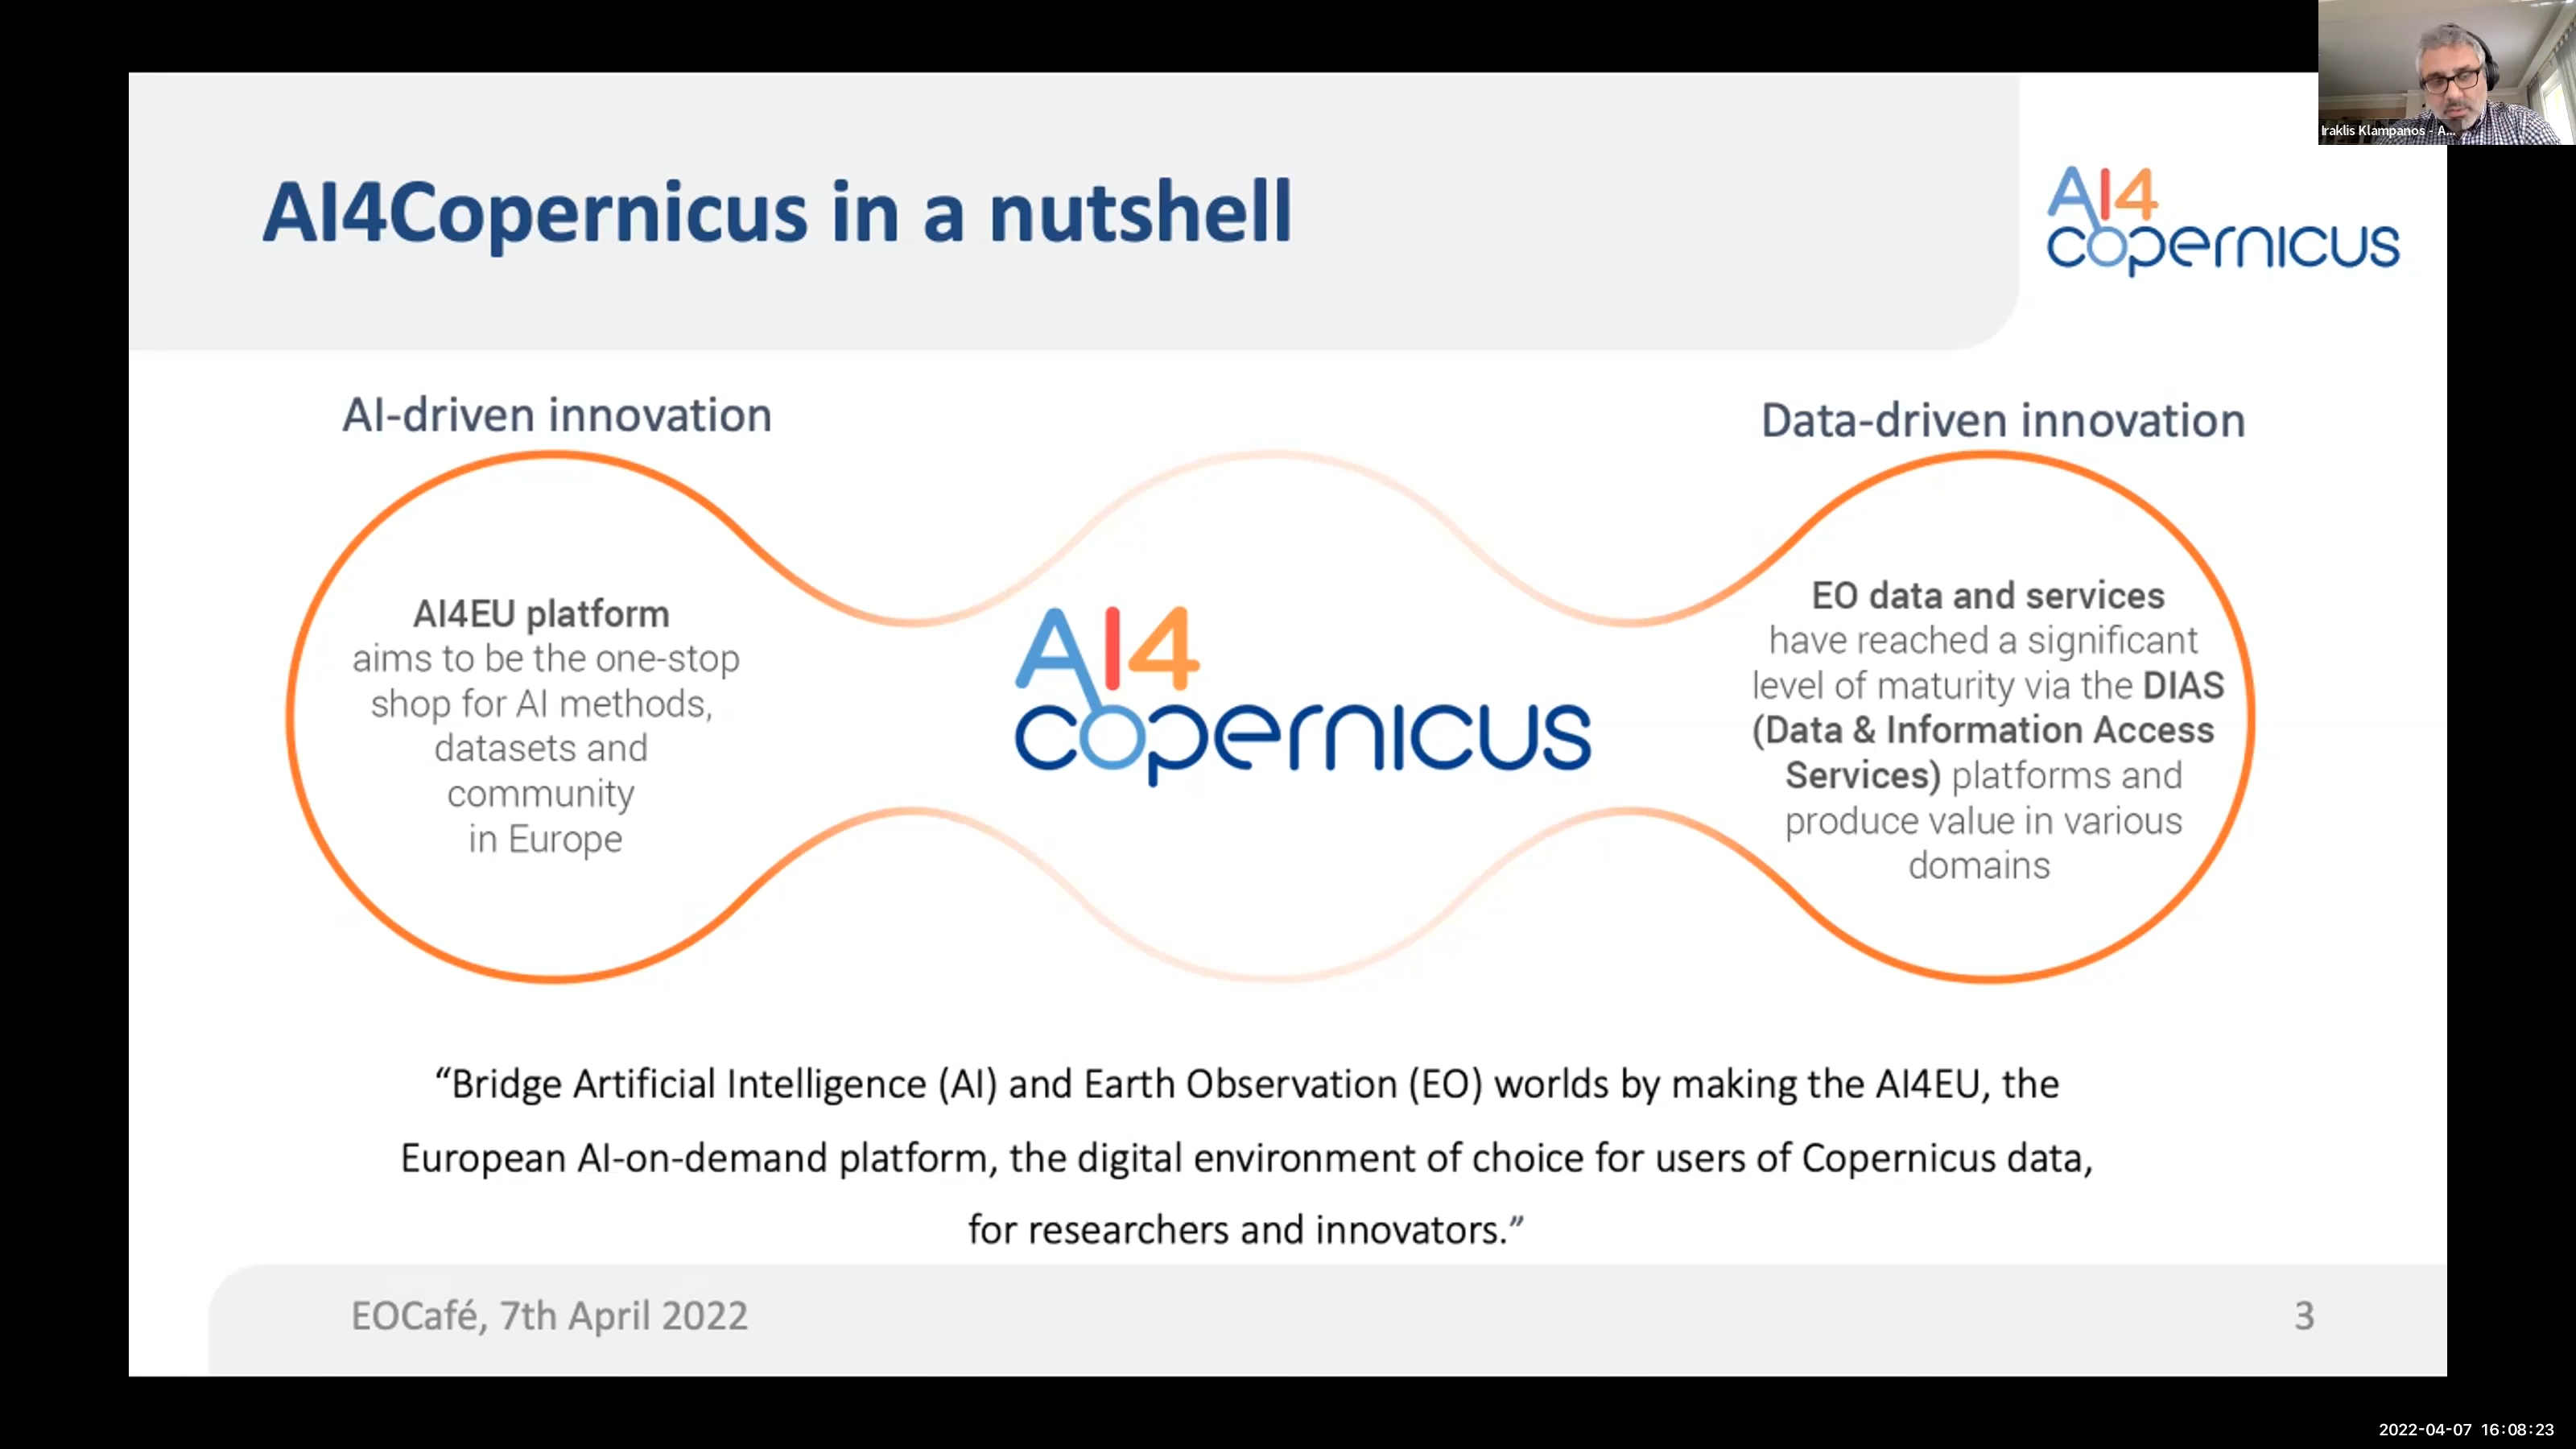 Iraklis Klampanos - A...
AI4Copernicus in a nutshell
AI4
copernicus
AI-driven innovation
Data-driven innovation
AI4EU platform
aims to be the one-stop
shop for AI methods,
datasets and
community
in Europe
AI4
copernicus
EO data and services
have reached a significant
level of maturity via the DIAS
(Data & Information Access
Services) platforms and
produce value in various
domains
“Bridge Artificial Intelligence (AI) and Earth Observation (EO) worlds by making the AI4EU, the
European AI-on-demand platform, the digital environment of choice for users of Copernicus data,
for researchers and innovators.”
EOCafé, 7th April 2022
3
2022-04-07 16:08:23